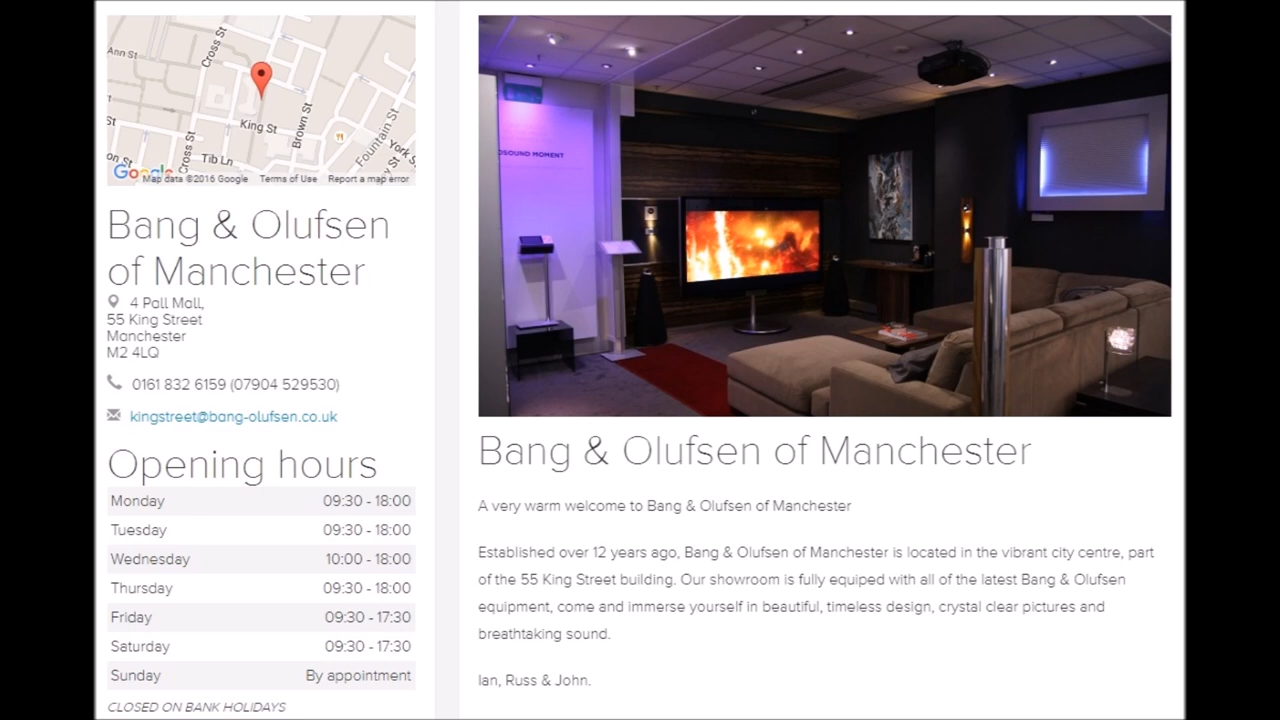 Cross St
Ann St
King St
Brown St
Fountain St
York S
Tib Ln
Cross St
on St
St
St
Google
Map data ©2016 Google Terms of Use Report a map error
Bang & Olufsen
of Manchester
4 Pall Mall,
55 King Street
Manchester
M2 4LQ
0161 832 6159 (07904 529530)
kingstreet@bang-olufsen.co.uk
Opening hours
Monday 09:30 - 18:00
Tuesday 09:30 - 18:00
Wednesday 10:00 - 18:00
Thursday 09:30 - 18:00
Friday 09:30 - 17:30
Saturday 09:30 - 17:30
Sunday By appointment
CLOSED ON BANK HOLIDAYS
OSOUND MOMENT
Bang & Olufsen of Manchester
A very warm welcome to Bang & Olufsen of Manchester
Established over 12 years ago, Bang & Olufsen of Manchester is located in the vibrant city centre, part
of the 55 King Street building. Our showroom is fully equiped with all of the latest Bang & Olufsen
equipment, come and immerse yourself in beautiful, timeless design, crystal clear pictures and
breathtaking sound.
Ian, Russ & John.